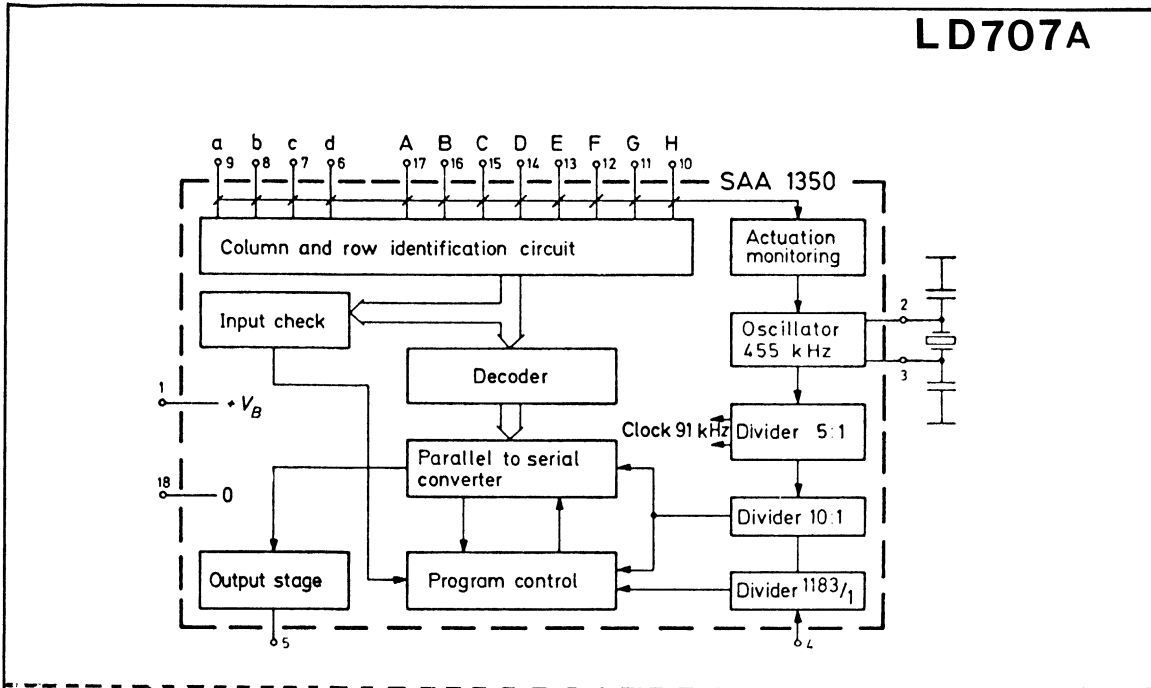 LD707A
a b c d A B C D E F G H
9 8 7 6 17 16 15 14 13 12 11 10
SAA 1350
Column and row identification circuit
Actuation
monitoring
Input check
Oscillator
455 kHz
2
3
Decoder
1
+VB
Clock 91 kHz
Divider 5:1
Parallel to serial
converter
18
0
Divider 10:1
Output stage
Program control
Divider 1183/1
5
4